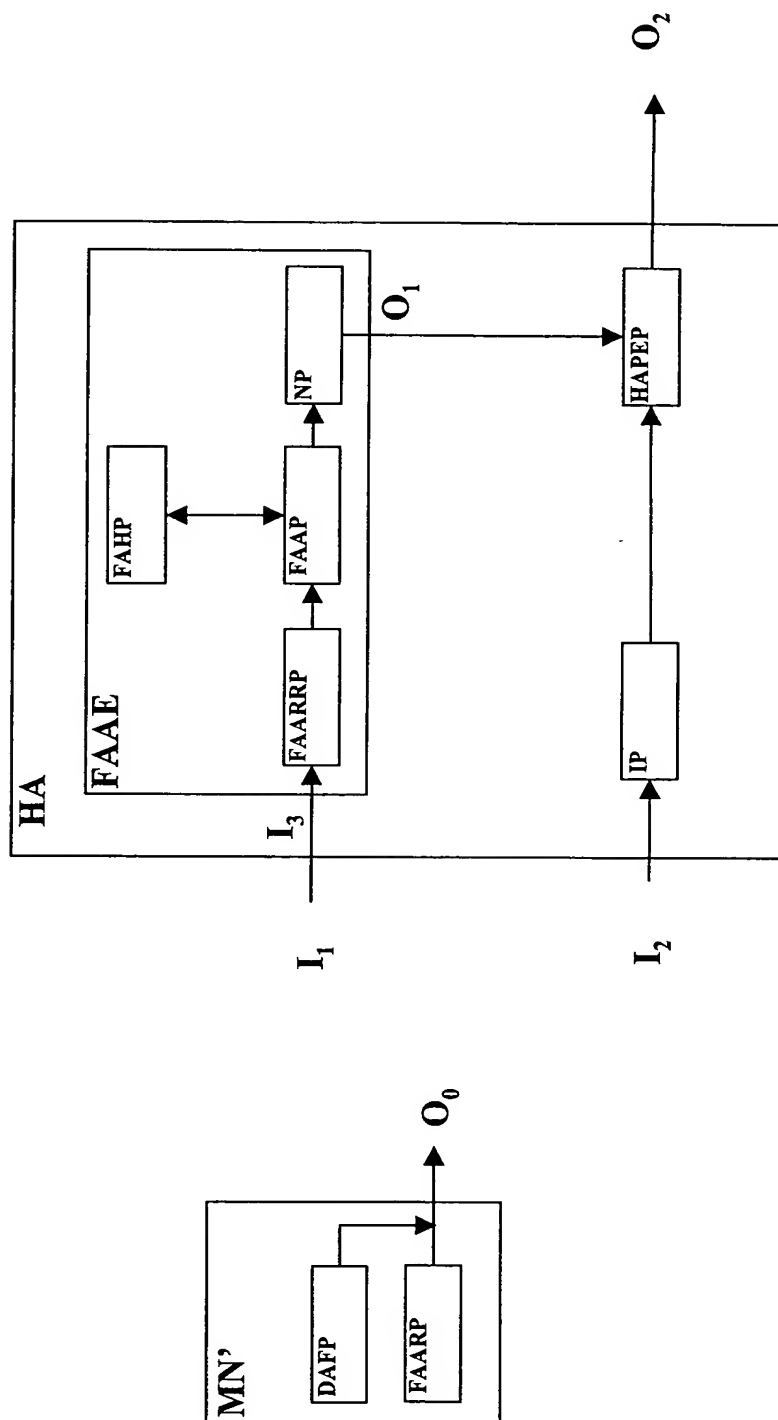 MN’
DAFP
FAARP
O0
HA
FAAE
FAHP
I1
I3
FAARRP
FAAP
NP
O1
I2
IP
HAPEP
O2